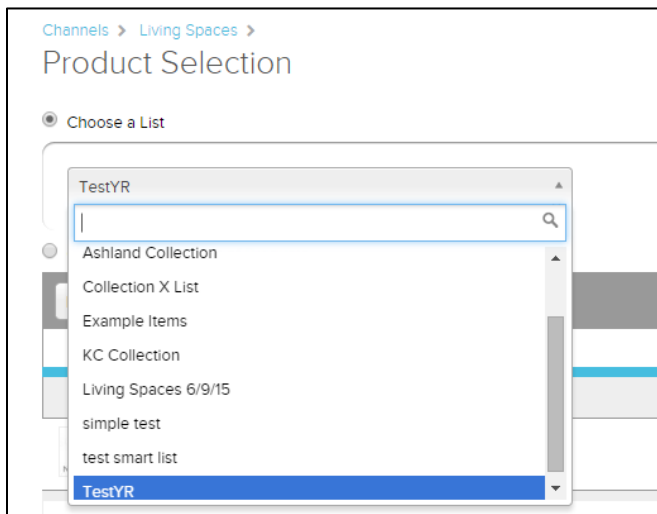 Channels > Living Spaces >
Product Selection
Choose a List
TestYR
Ashland Collection
Collection X List
Example Items
KC Collection
Living Spaces 6/9/15
simple test
test smart list
TestYR